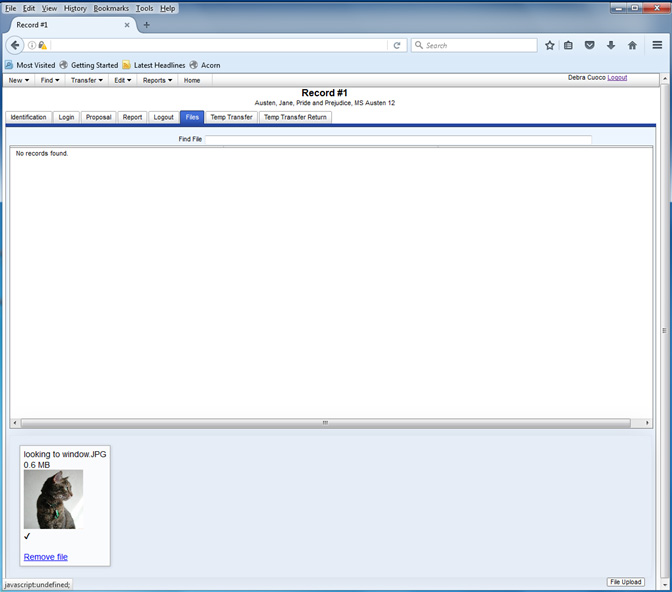 File Edit View History Bookmarks Tools Help
Record #1
Search
Most Visited Getting Started Latest Headlines Acorn
New Find Transfer Edit Reports Home Debra Cuoco Logout
Record #1
Austen, Jane, Pride and Prejudice, MS Austen 12
Identification Login Proposal Report Logout Files Temp Transfer Temp Transfer Return
Find File
No records found.
looking to window.JPG
0.6 MB
Remove file
File Upload
javascript:undefined;